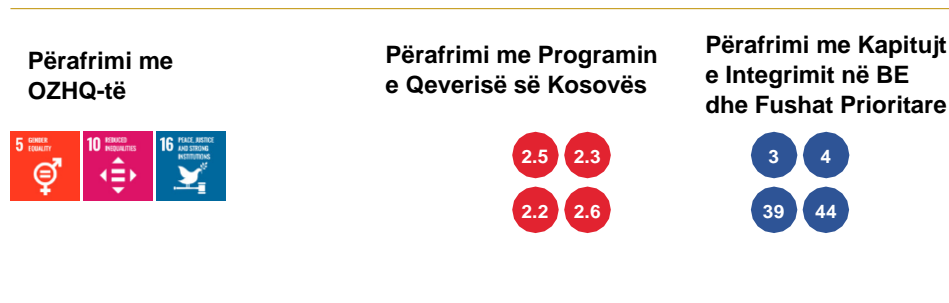 Përafrimi me
OZHQ-të
Përafrimi me Programin
e Qeverisë së Kosovës
Përafrimi me Kapitujt
e Integrimit në BE
dhe Fushat Prioritare
5 GENDER
EQUALITY
10 REDUCED
INEQUALITIES
16 PEACE, JUSTICE
AND STRONG
INSTITUTIONS
2.5 2.3
2.2 2.6
3 4
39 44